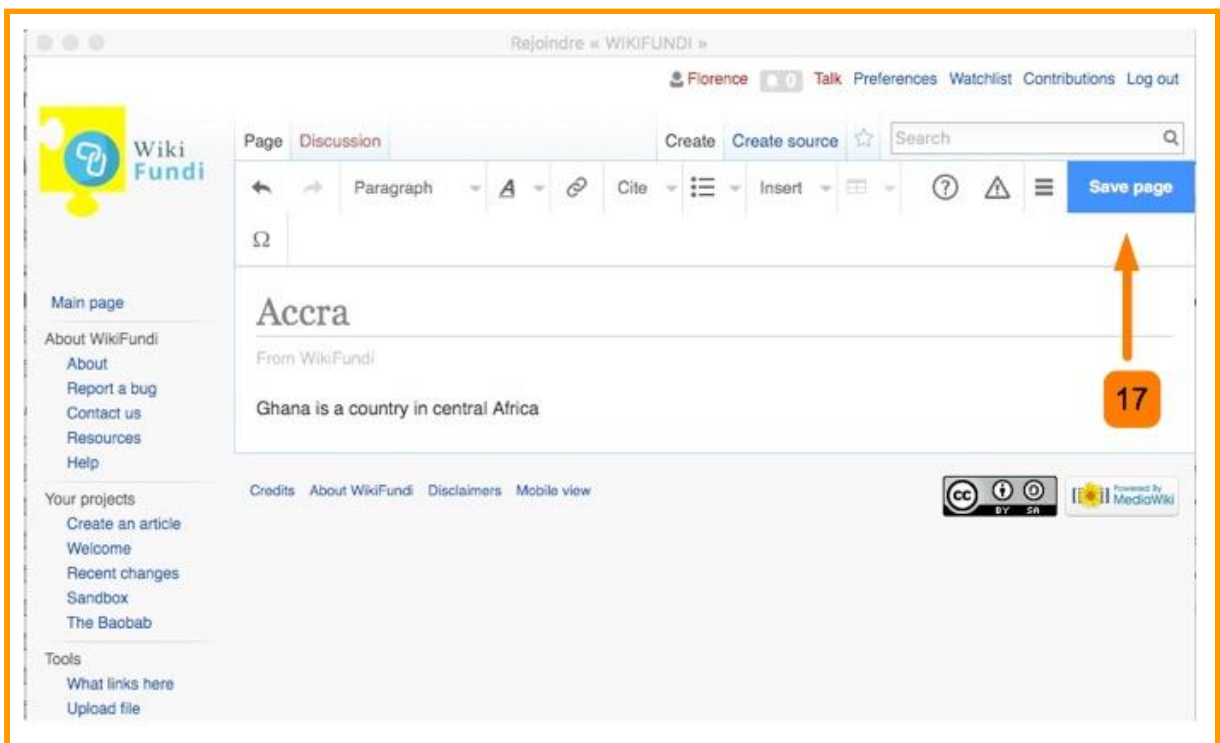 Rejoindre « WIKIFUNDI »
Florence 0 Talk Preferences Watchlist Contributions Log out
Wiki
Fundi
Page Discussion Create Create source Search
Paragraph A Cite Insert Save page
Ω
Main page
About WikiFundi
About
Report a bug
Contact us
Resources
Help
Your projects
Create an article
Welcome
Recent changes
Sandbox
The Baobab
Tools
What links here
Upload file
Accra
From WikiFundi
Ghana is a country in central Africa
17
Credits About WikiFundi Disclaimers Mobile view
cc BY SA
Powered By
MediaWiki